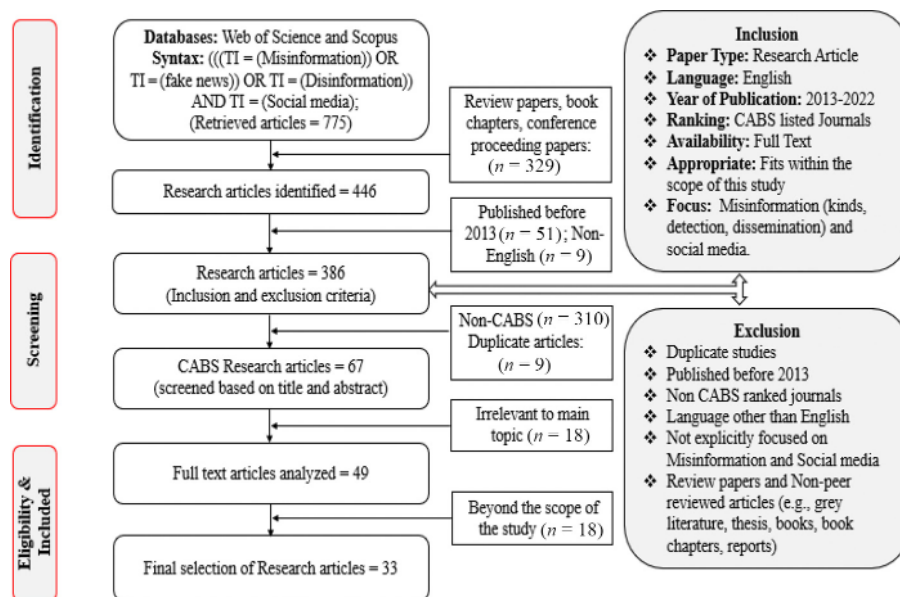 Identification
Databases: Web of Science and Scopus
Syntax: (((TI = (Misinformation)) OR
TI = (fake news)) OR TI = (Disinformation))
AND TI = (Social media);
(Retrieved articles = 775)
Review papers, book
chapters, conference
proceeding papers:
(n = 329)
Research articles identified = 446
Published before
2013 (n = 51); Non-
English (n = 9)
Screening
Research articles = 386
(Inclusion and exclusion criteria)
Non-CABS (n = 310)
Duplicate articles:
(n = 9)
CABS Research articles = 67
(screened based on title and abstract)
Irrelevant to main
topic (n = 18)
Eligibility &
Included
Full text articles analyzed = 49
Beyond the scope of
the study (n = 18)
Final selection of Research articles = 33
Inclusion
❖ Paper Type: Research Article
❖ Language: English
❖ Year of Publication: 2013-2022
❖ Ranking: CABS listed Journals
❖ Availability: Full Text
❖ Appropriate: Fits within the
scope of this study
❖ Focus: Misinformation (kinds,
detection, dissemination) and
social media.
Exclusion
❖ Duplicate studies
❖ Published before 2013
❖ Non CABS ranked journals
❖ Language other than English
❖ Not explicitly focused on
Misinformation and Social media
❖ Review papers and Non-peer
reviewed articles (e.g., grey
literature, thesis, books, book
chapters, reports)